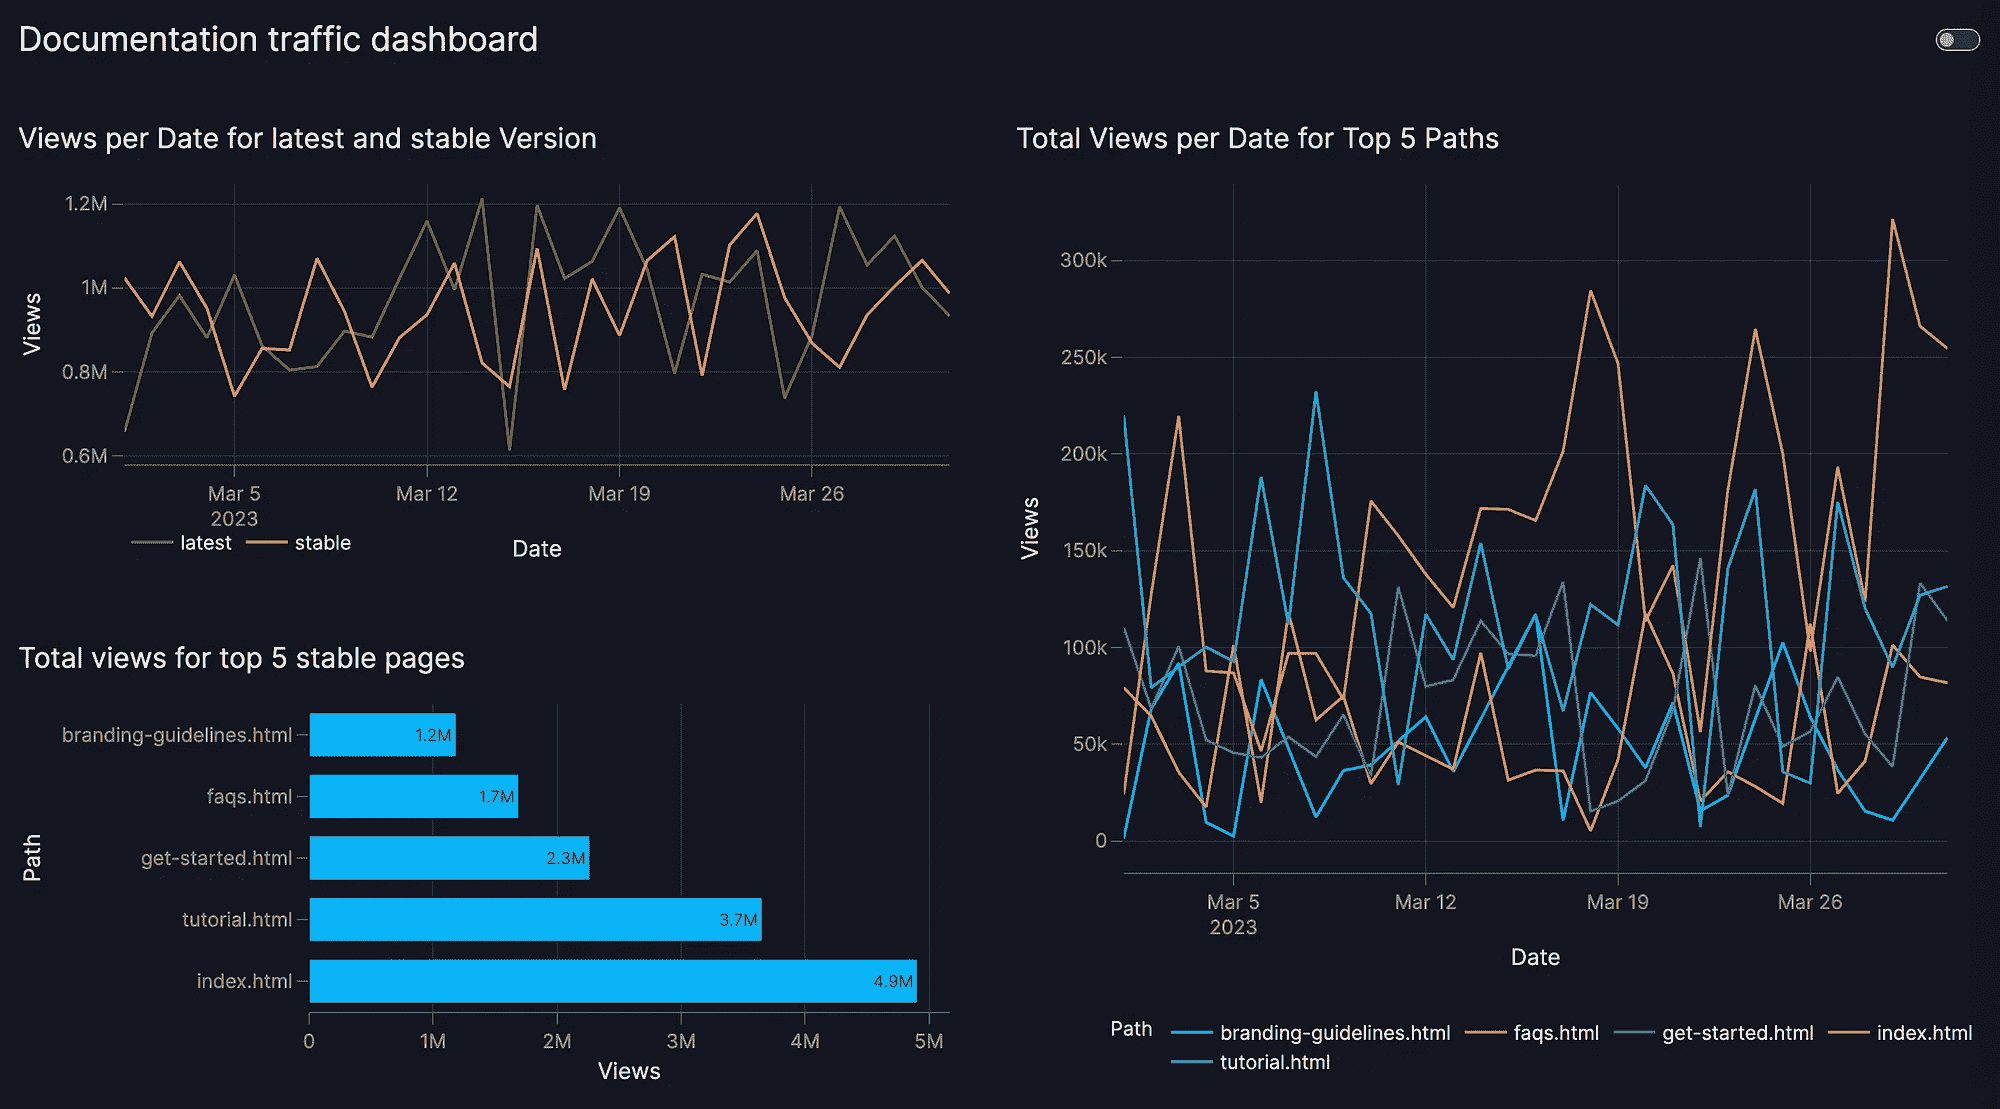 Documentation traffic dashboard
Views per Date for latest and stable Version
1.2M
1M
0.8M
0.6M
Views
Mar 5
2023
Mar 12
Mar 19
Mar 26
latest
stable
Date
Total views for top 5 stable pages
branding-guidelines.html
1.2M
faqs.html
1.7M
get-started.html
2.3M
tutorial.html
3.7M
index.html
4.9M
Path
0
1M
2M
3M
4M
5M
Views
Total Views per Date for Top 5 Paths
300k
250k
200k
150k
100k
50k
0
Views
Mar 5
2023
Mar 12
Mar 19
Mar 26
Date
Path
branding-guidelines.html
faqs.html
get-started.html
index.html
tutorial.html